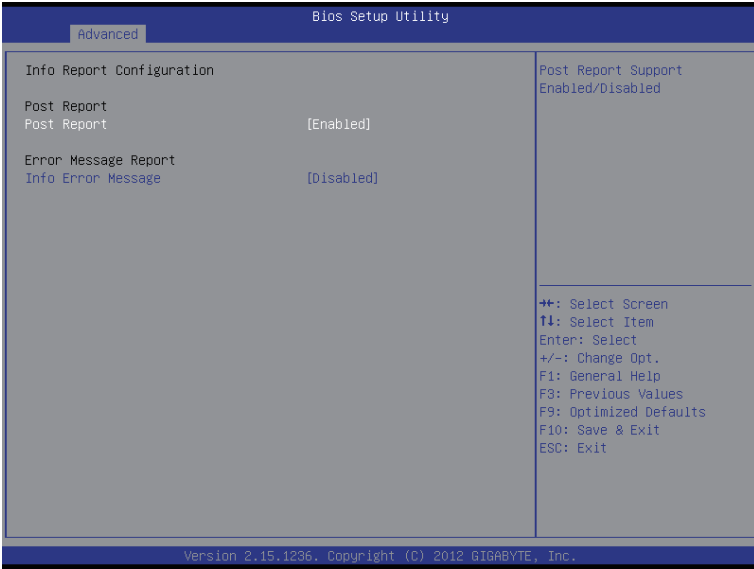 Bios Setup Utility
Advanced
Info Report Configuration
Post Report
Post Report [Enabled]
Error Message Report
Info Error Message [Disabled]
Post Report Support
Enabled/Disabled
→←: Select Screen
↑↓: Select Item
Enter: Select
+/-: Change Opt.
F1: General Help
F3: Previous Values
F9: Optimized Defaults
F10: Save & Exit
ESC: Exit
Version 2.15.1236. Copyright (C) 2012 GIGABYTE, Inc.